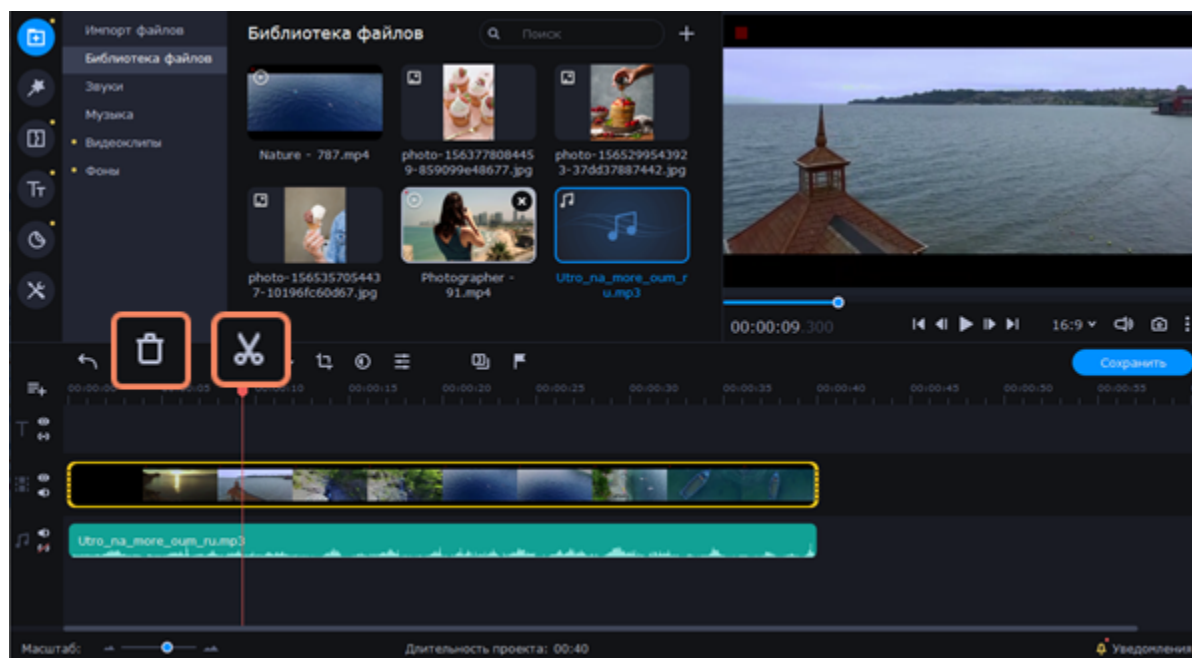 Импорт файлов
Библиотека файлов
Звуки
Музыка
Видеоклипы
Фоны
Библиотека файлов
Поиск
Nature - 787.mp4
photo-156377808445
9-859099e48677.jpg
photo-156529954392
3-37dd37887442.jpg
photo-156535705443
7-10196fc60d67.jpg
Photographer -
91.mp4
Utro_na_more_oum_r
u.mp3
00:00:09.300
16:9
Сохранить
00:00:15
00:00:20
00:00:25
00:00:30
00:00:35
00:00:40
00:00:45
00:00:50
00:00:55
Utro_na_more_oum_ru.mp3
Масштаб:
Длительность проекта: 00:40
Уведомления